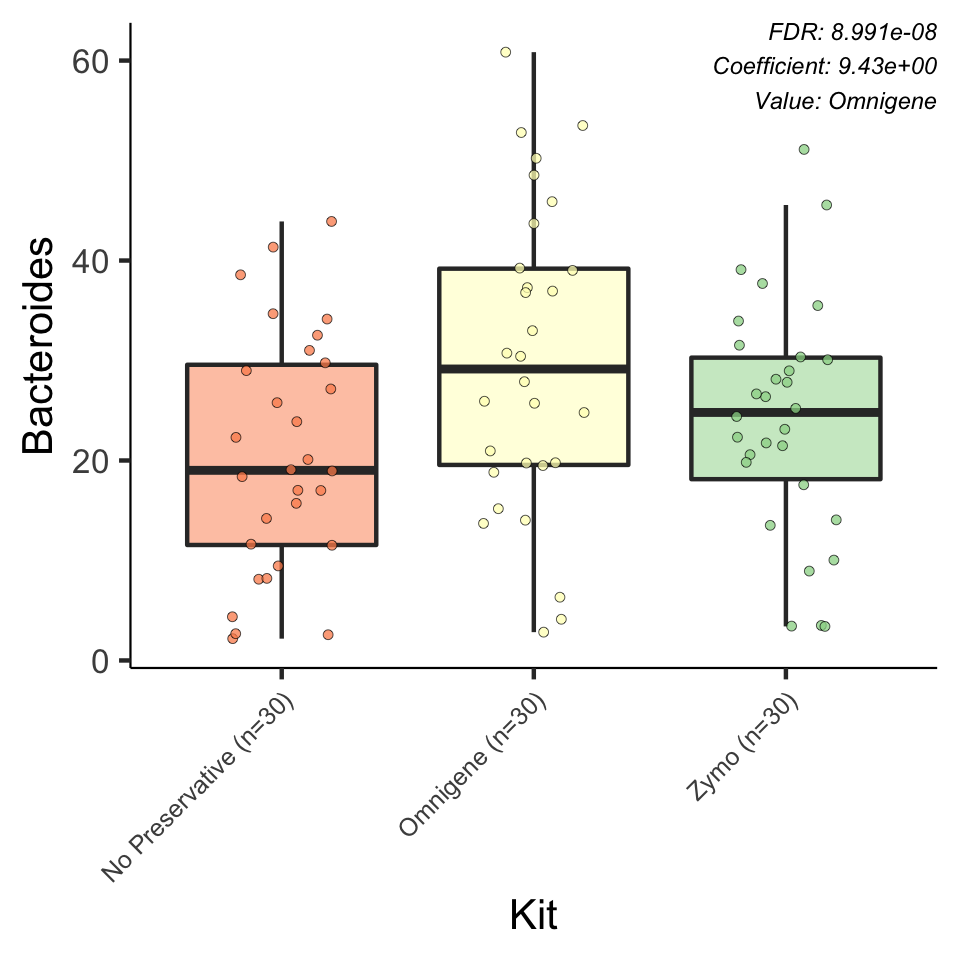 FDR: 8.991e-08
Coefficient: 9.43e+00
Value: Omnigene
Bacteroides
60
40
20
0
No Preservative (n=30)
Omnigene (n=30)
Zymo (n=30)
Kit